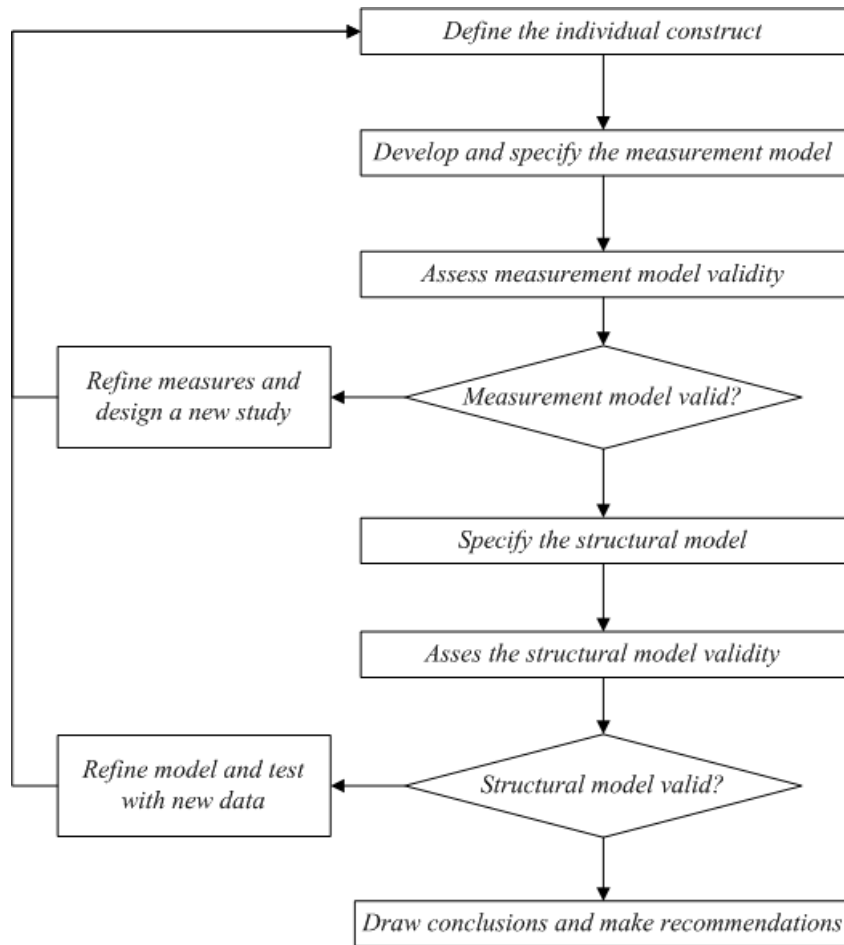 Define the individual construct
Develop and specify the measurement model
Assess measurement model validity
Refine measures and
design a new study
Measurement model valid?
Specify the structural model
Asses the structural model validity
Refine model and test
with new data
Structural model valid?
Draw conclusions and make recommendations